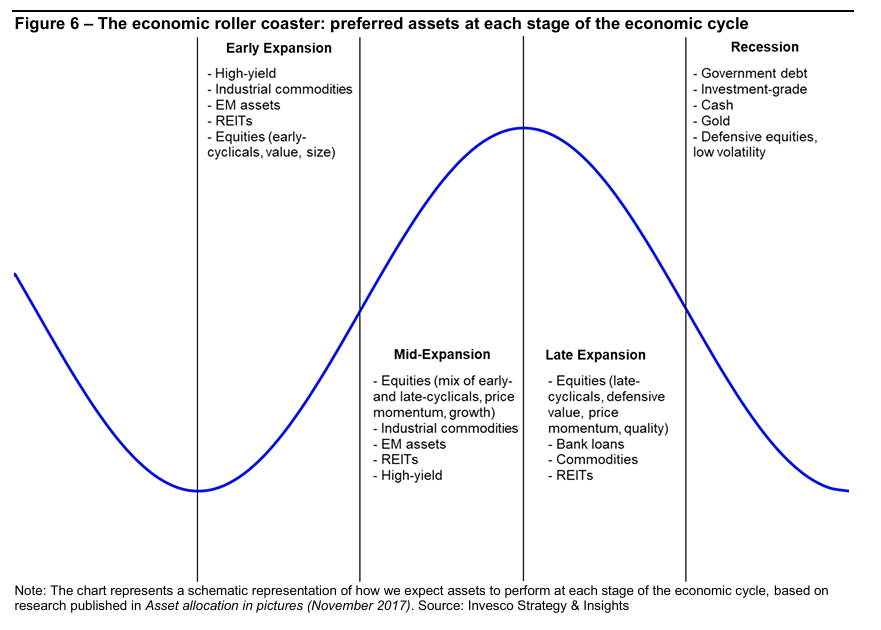 Figure 6 – The economic roller coaster: preferred assets at each stage of the economic cycle
Early Expansion
- High-yield
- Industrial commodities
- EM assets
- REITs
- Equities (early-
cyclicals, value, size)
Mid-Expansion
- Equities (mix of early-
and late-cyclicals, price
momentum, growth)
- Industrial commodities
- EM assets
- REITs
- High-yield
Late Expansion
- Equities (late-
cyclicals, defensive
value, price
momentum, quality)
- Bank loans
- Commodities
- REITs
Recession
- Government debt
- Investment-grade
- Cash
- Gold
- Defensive equities,
low volatility
Note: The chart represents a schematic representation of how we expect assets to perform at each stage of the economic cycle, based on
research published in Asset allocation in pictures (November 2017). Source: Invesco Strategy & Insights